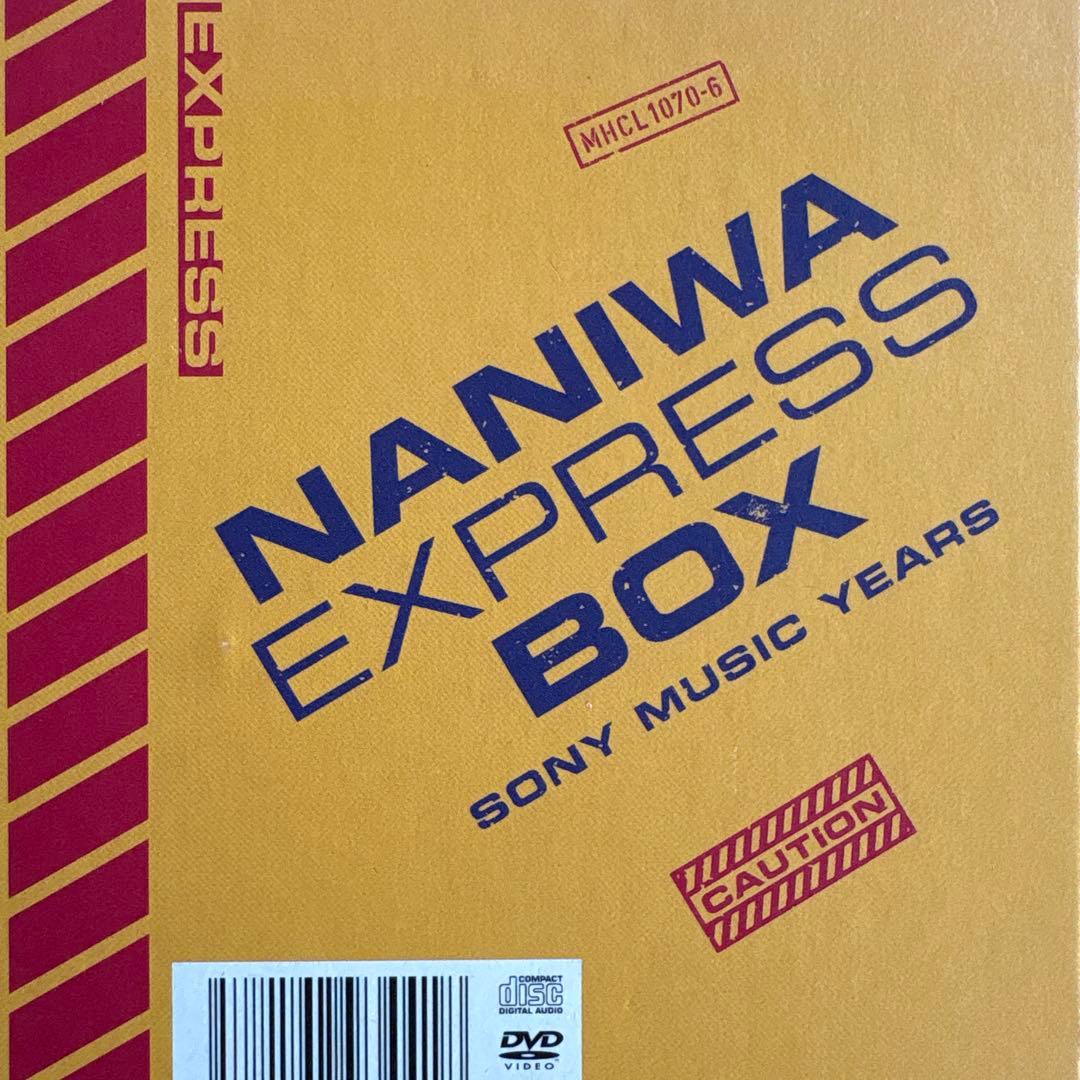 EXPRESS
MHCL1070-6
NANIWA
EXPRESS
BOX
SONY MUSIC YEARS
CAUTION
COMPACT
disc
DIGITAL AUDIO
DVD
VIDEO